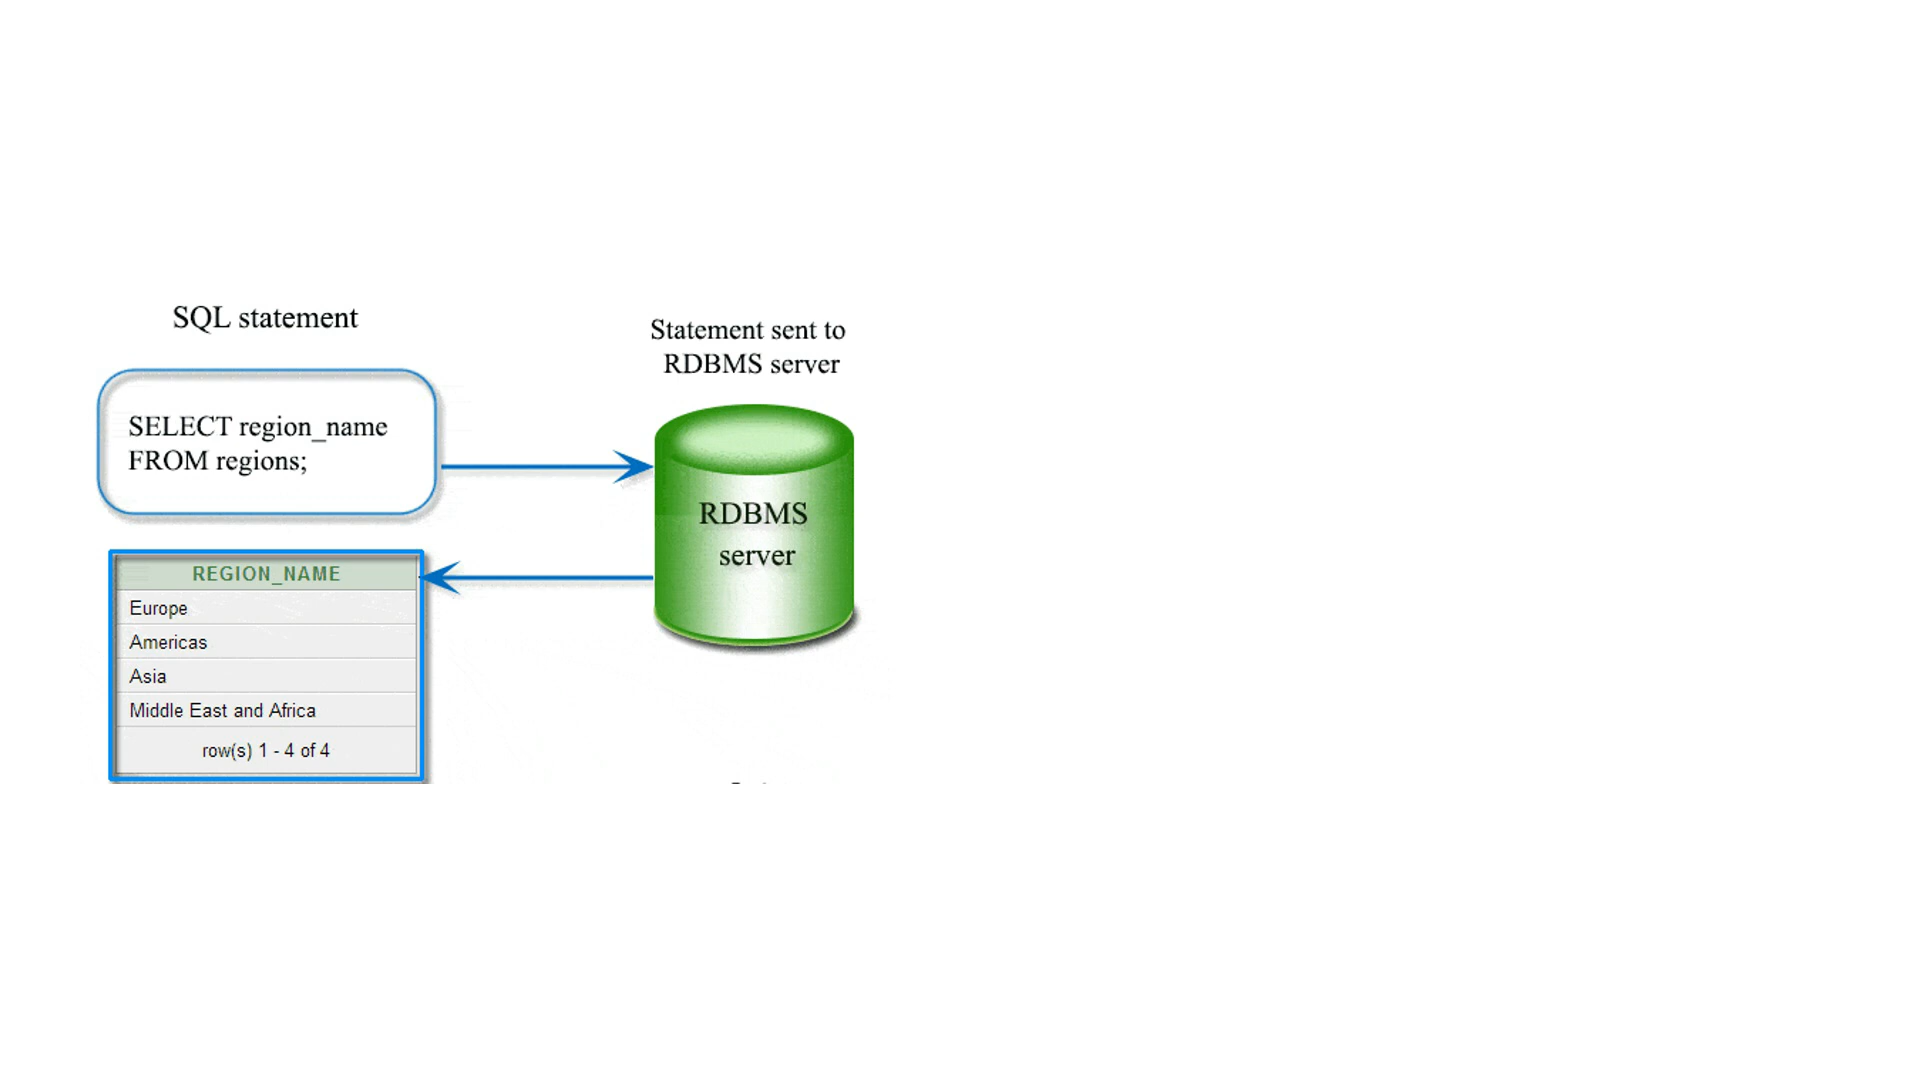 SQL statement
Statement sent to
RDBMS server
SELECT region_name
FROM regions;
RDBMS
server
REGION_NAME
Europe
Americas
Asia
Middle East and Africa
row(s) 1 - 4 of 4